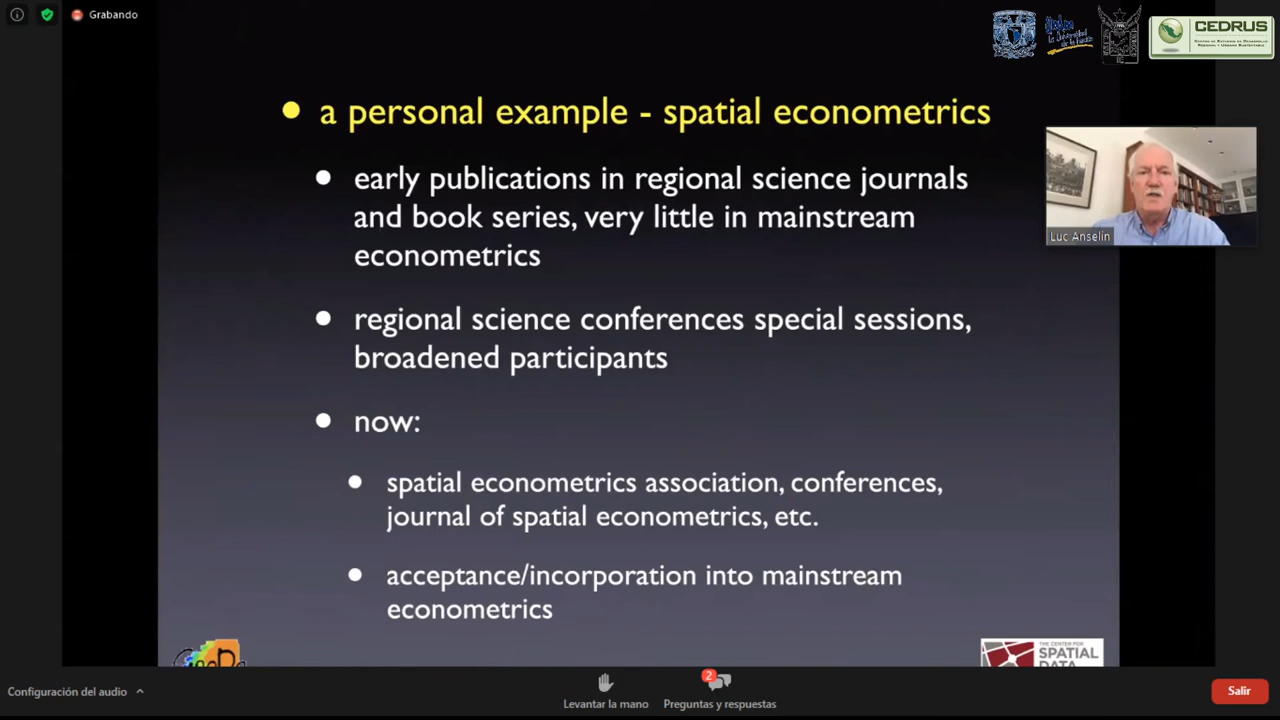 Grabando
CEDRUS
a personal example - spatial econometrics
early publications in regional science journals
and book series, very little in mainstream
econometrics
Luc Anselin
regional science conferences special sessions,
broadened participants
now:
spatial econometrics association, conferences,
journal of spatial econometrics, etc.
acceptance/incorporation into mainstream
econometrics
THE CENTER FOR
SPATIAL
DATA
Configuración del audio
Levantar la mano
2
Preguntas y respuestas
Salir